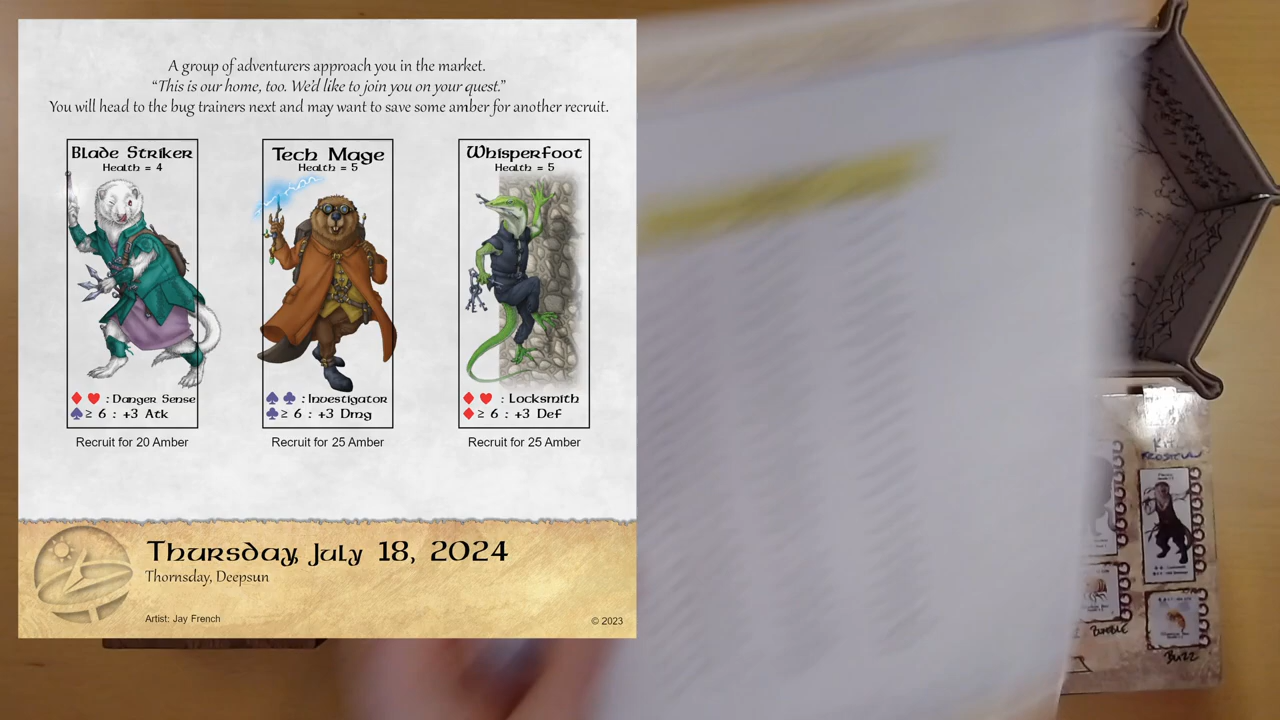 A group of adventurers approach you in the market.
“This is our home, too. We’d like to join you on your quest.”
You will head to the bug trainers next and may want to save some amber for another recruit.
Blade Striker
Health = 4
♦ ♥ : Danger Sense
♠ ≥ 6 : +3 Atk
Recruit for 20 Amber
Tech Mage
Health = 5
♠ ♣ : Investigator
♣ ≥ 6 : +3 Dmg
Recruit for 25 Amber
Whisperfoot
Health = 5
♦ ♥ : Locksmith
♦ ≥ 6 : +3 Def
Recruit for 25 Amber
Thursday, July 18, 2024
Thornsday, Deepsun
Artist: Jay French
© 2023
KIT
BUMBLE
BUZZ